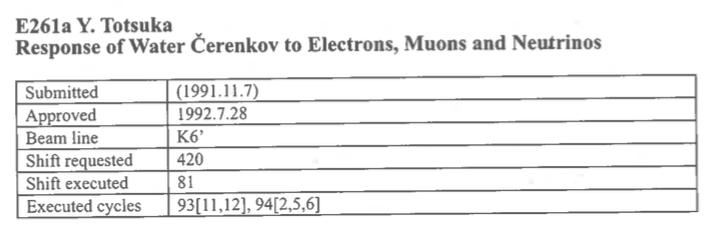 E261a Y. Totsuka
Response of Water Čerenkov to Electrons, Muons and Neutrinos
Submitted (1991.11.7)
Approved 1992.7.28
Beam line K6’
Shift requested 420
Shift executed 81
Executed cycles 93[11,12], 94[2,5,6]